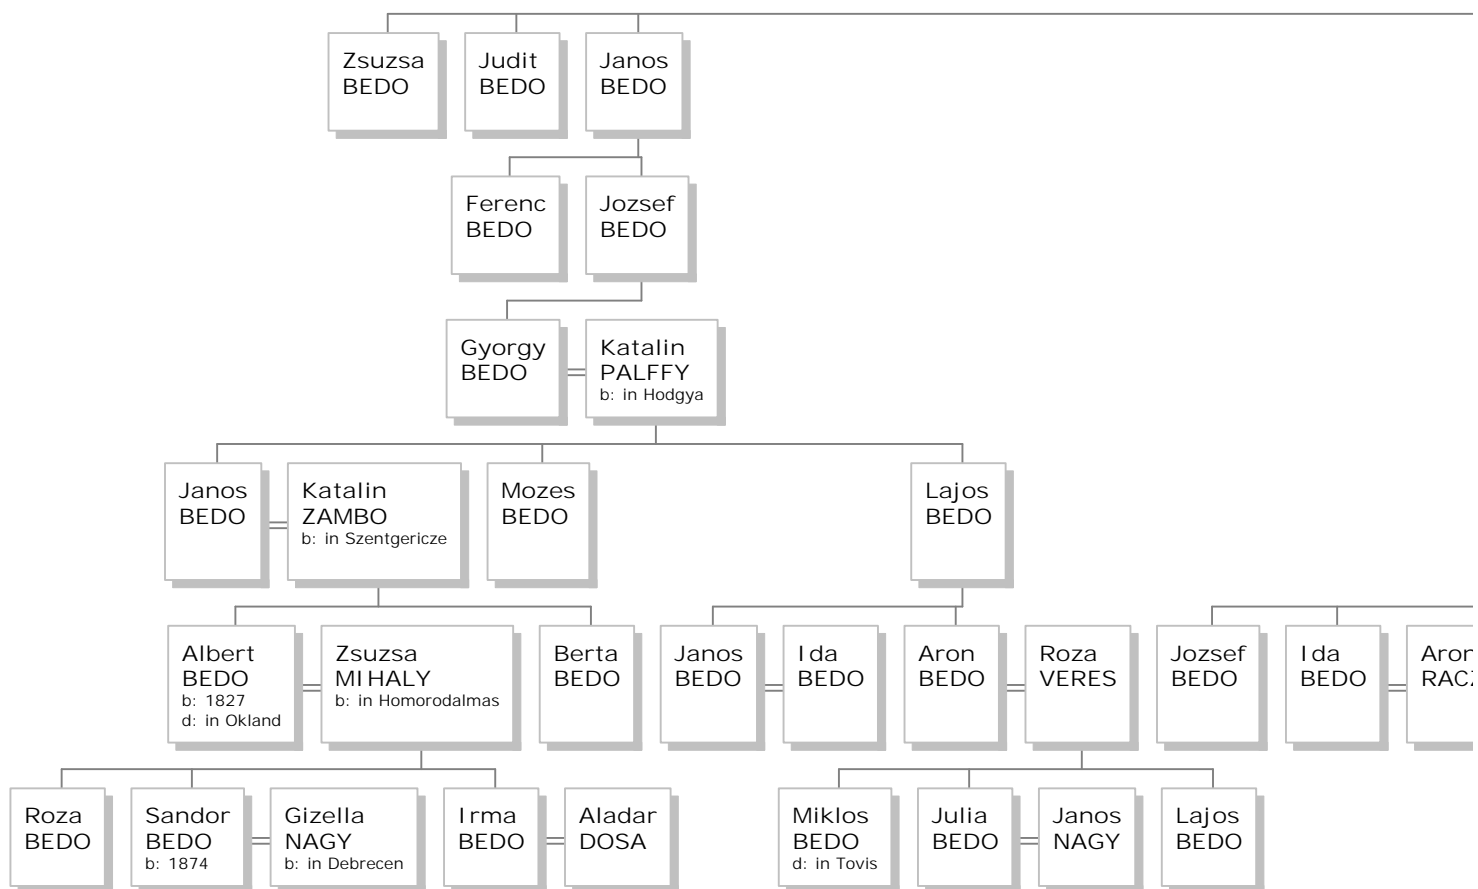 Zsuzsa
BEDO
Judit
BEDO
Janos
BEDO
Ferenc
BEDO
Jozsef
BEDO
Gyorgy
BEDO
Katalin
PALFFY
b: in Hodgya
Janos
BEDO
Katalin
ZAMBO
b: in Szentgericze
Mozes
BEDO
Lajos
BEDO
Albert
BEDO
b: 1827
d: in Okland
Zsuzsa
MIHALY
b: in Homorodalmas
Berta
BEDO
Janos
BEDO
Ida
BEDO
Aron
BEDO
Roza
VERES
Jozsef
BEDO
Ida
BEDO
Aron
RACZ
Roza
BEDO
Sandor
BEDO
b: 1874
Gizella
NAGY
b: in Debrecen
Irma
BEDO
Aladar
DOSA
Miklos
BEDO
d: in Tovis
Julia
BEDO
Janos
NAGY
Lajos
BEDO